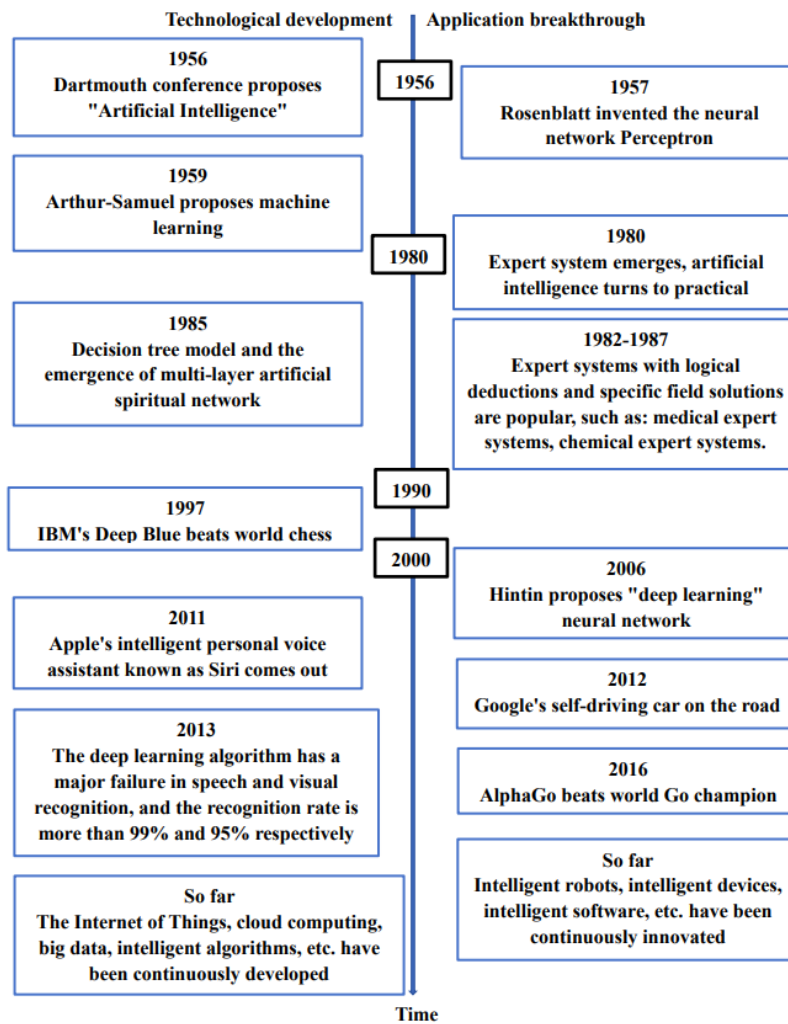 Technological development
Application breakthrough
1956
Dartmouth conference proposes
"Artificial Intelligence"
1956
1957
Rosenblatt invented the neural
network Perceptron
1959
Arthur-Samuel proposes machine
learning
1980
1980
Expert system emerges, artificial
intelligence turns to practical
1985
Decision tree model and the
emergence of multi-layer artificial
spiritual network
1982-1987
Expert systems with logical
deductions and specific field solutions
are popular, such as: medical expert
systems, chemical expert systems.
1990
1997
IBM's Deep Blue beats world chess
2000
2006
Hintin proposes "deep learning"
neural network
2011
Apple's intelligent personal voice
assistant known as Siri comes out
2012
Google's self-driving car on the road
2013
The deep learning algorithm has a
major failure in speech and visual
recognition, and the recognition rate is
more than 99% and 95% respectively
2016
AlphaGo beats world Go champion
So far
Intelligent robots, intelligent devices,
intelligent software, etc. have been
continuously innovated
So far
The Internet of Things, cloud computing,
big data, intelligent algorithms, etc. have
been continuously developed
Time